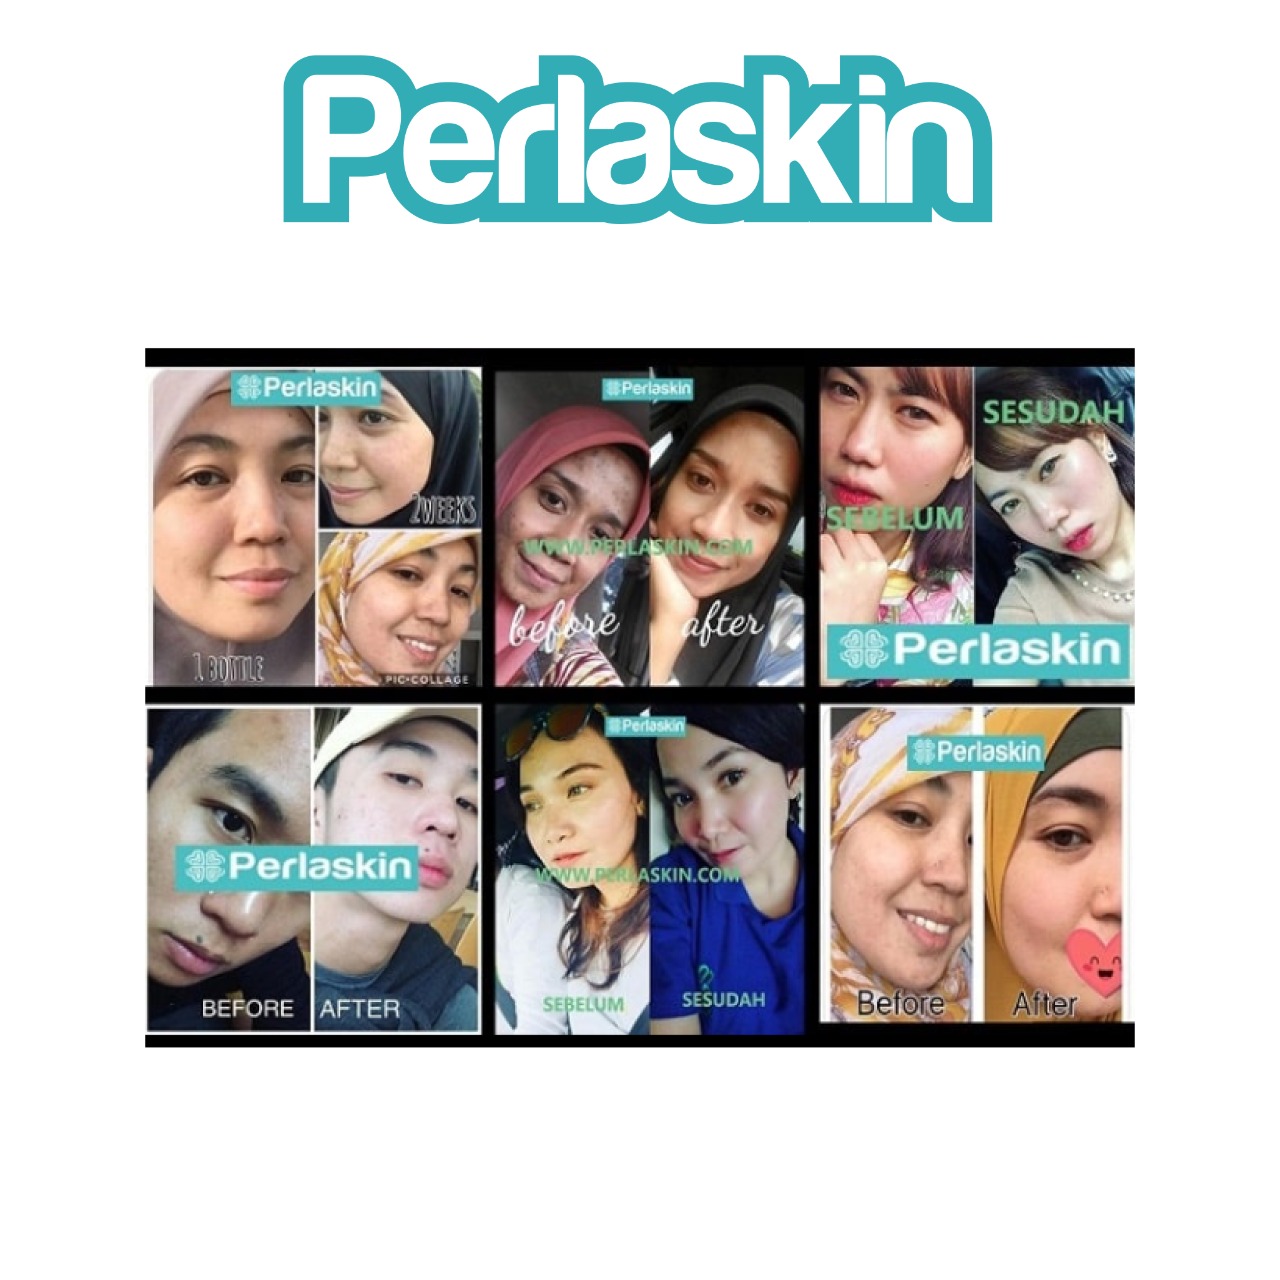 Perlaskin
Perlaskin
2WEEKS
1 BOTTLE
PIC•COLLAGE
Perlaskin
WWW.PERLASKIN.COM
before
after
SESUDAH
SEBELUM
Perlaskin
Perlaskin
BEFORE
AFTER
Perlaskin
WWW.PERLASKIN.COM
SEBELUM
SESUDAH
Perlaskin
Before
After